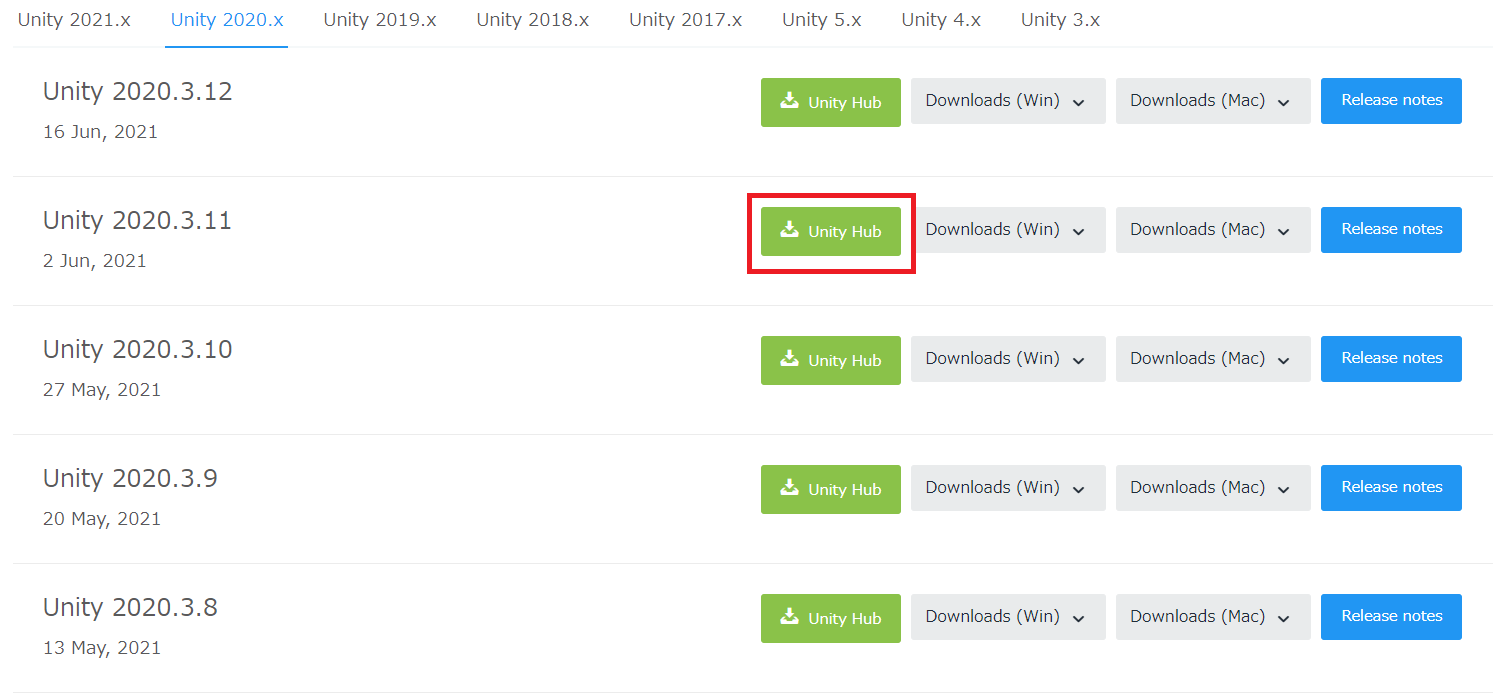 Unity 2021.x Unity 2020.x Unity 2019.x Unity 2018.x Unity 2017.x Unity 5.x Unity 4.x Unity 3.x
Unity 2020.3.12 Unity Hub Downloads (Win) Downloads (Mac) Release notes
16 Jun, 2021
Unity 2020.3.11 Unity Hub Downloads (Win) Downloads (Mac) Release notes
2 Jun, 2021
Unity 2020.3.10 Unity Hub Downloads (Win) Downloads (Mac) Release notes
27 May, 2021
Unity 2020.3.9 Unity Hub Downloads (Win) Downloads (Mac) Release notes
20 May, 2021
Unity 2020.3.8 Unity Hub Downloads (Win) Downloads (Mac) Release notes
13 May, 2021